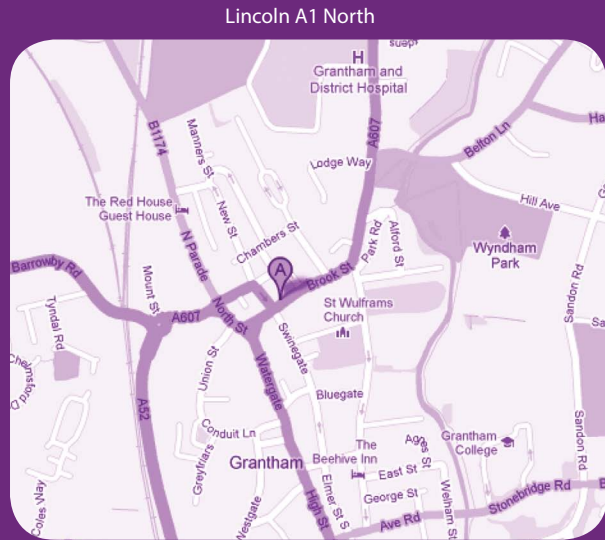 Lincoln A1 North
H
Grantham and
District Hospital
B1174
Manners St
A607
Belton Ln
Lodge Way
The Red House
Guest House
New St
Hill Ave
Chambers St
Park Rd
Alford St
N Parade
Wyndham
Park
Barrowby Rd
A
Brook St
Mount St
Sandon Rd
Tyndal Rd
A607
North St
St Wulframs
Church
Swinegate
Union St
Watergate
A52
Bluegate
Conduit Ln
Greyfriars
The
Beehive Inn
Agnes St
Grantham
College
Sandon Rd
Grantham
East St
Coles Way
Westgate
High St
Elmer St S
George St
Welham St
Stonebridge Rd
Ave Rd